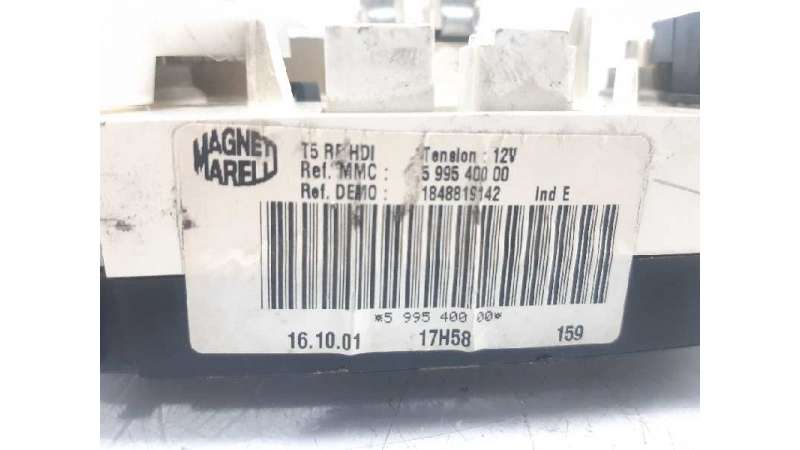 MAGNETI
MARELLI
T5 RF HDI Tension : 12V
Ref. MMC : 5 995 400 00
Ref. DEMO : 1848819142 Ind E
*5 995 400 00*
16.10.01 17H58 159